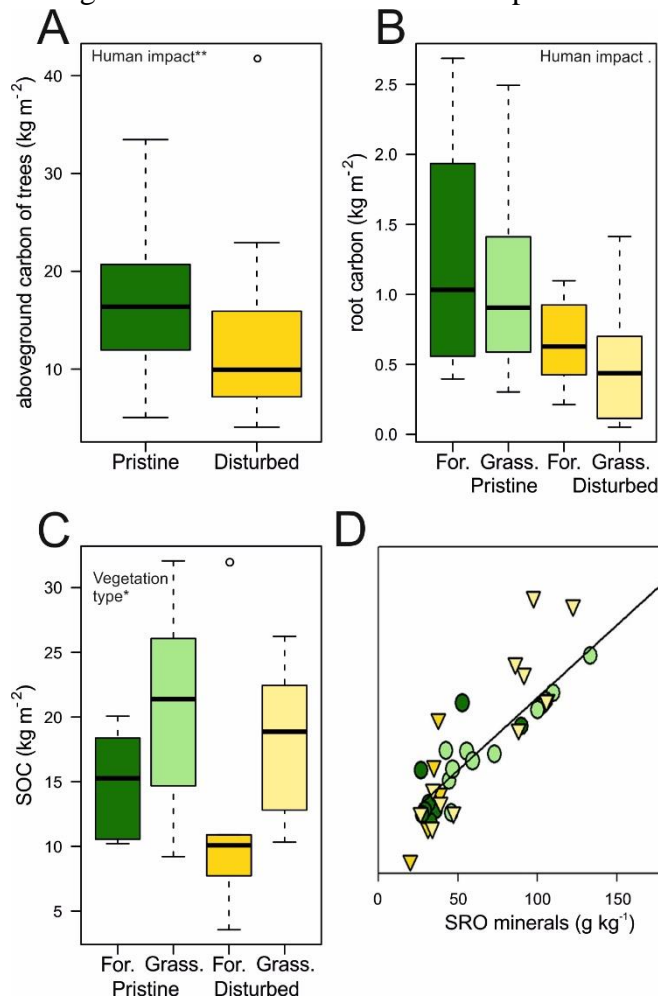 A
Human impact**
aboveground carbon of trees (kg m⁻²)
40
30
20
10
Pristine Disturbed
B
Human impact .
root carbon (kg m⁻²)
2.5
2.0
1.5
1.0
0.5
0.0
For. Grass. For. Grass.
Pristine Disturbed
C
Vegetation
type*
SOC (kg m⁻²)
30
25
20
15
10
5
For. Grass. For. Grass.
Pristine Disturbed
D
0 50 100 150
SRO minerals (g kg⁻¹)